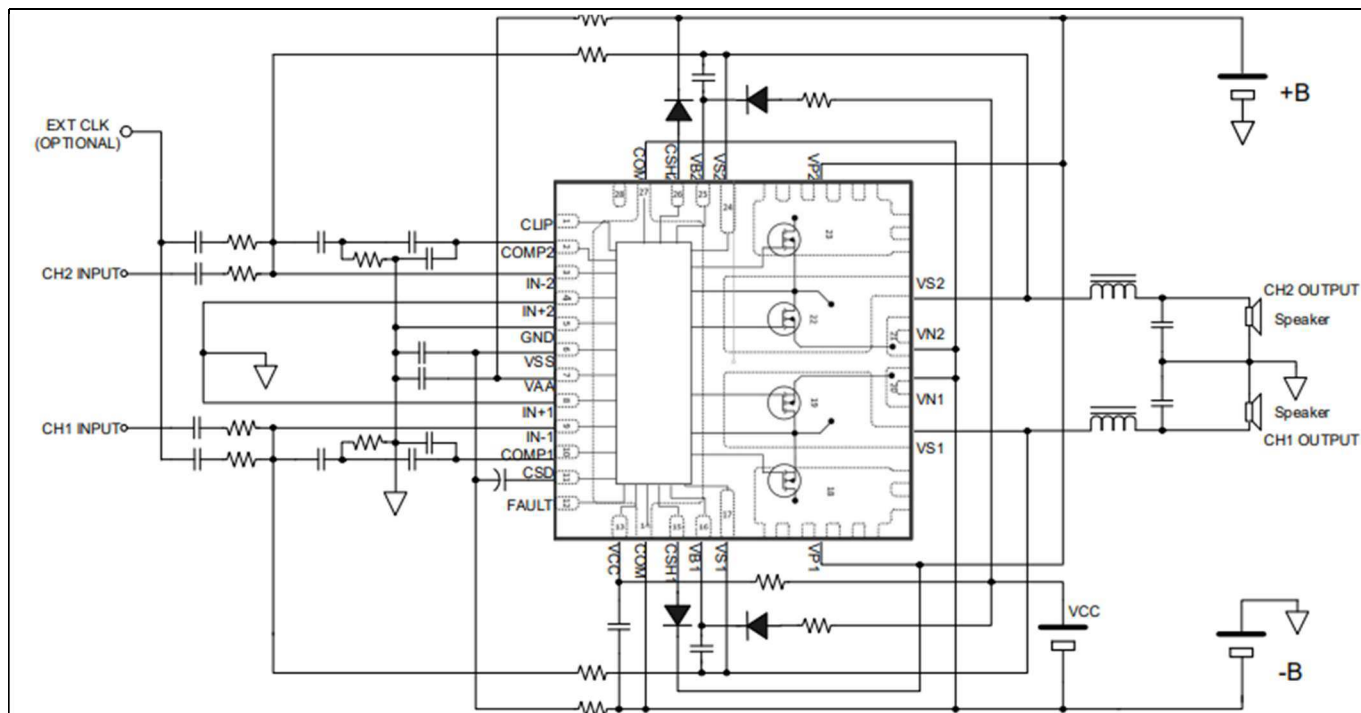 +B
EXT CLK
(OPTIONAL)
COM
CSH2
VB2
VS2
VP2
28
27
26
25
24
23
CLIP
1
COMP2
2
CH2 INPUT
3
IN-2
4
IN+2
5
GND
6
VSS
7
VAA
8
IN+1
9
CH1 INPUT
IN-1
10
COMP1
11
CSD
12
FAULT
22
21
20
19
18
VS2
VN2
VN1
VS1
CH2 OUTPUT
Speaker
Speaker
CH1 OUTPUT
13
1
15
16
17
VCC
COM
CSH1
VB1
VS1
VP1
VCC
-B